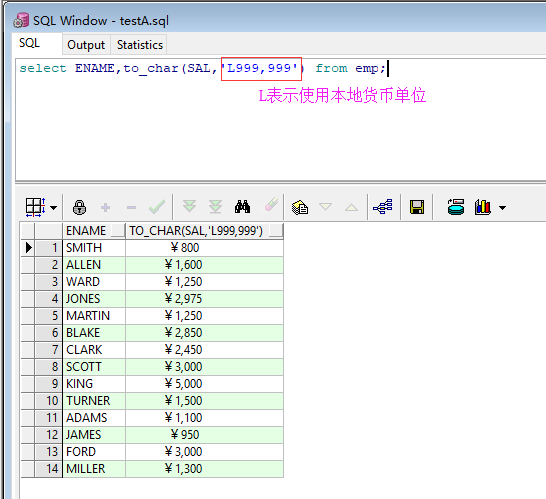 SQL Window - testA.sql
SQL Output Statistics
select ENAME,to_char(SAL,'L999,999') from emp;
L表示使用本地货币单位
ENAME TO_CHAR(SAL,'L999,999')
1 SMITH ¥800
2 ALLEN ¥1,600
3 WARD ¥1,250
4 JONES ¥2,975
5 MARTIN ¥1,250
6 BLAKE ¥2,850
7 CLARK ¥2,450
8 SCOTT ¥3,000
9 KING ¥5,000
10 TURNER ¥1,500
11 ADAMS ¥1,100
12 JAMES ¥950
13 FORD ¥3,000
14 MILLER ¥1,300